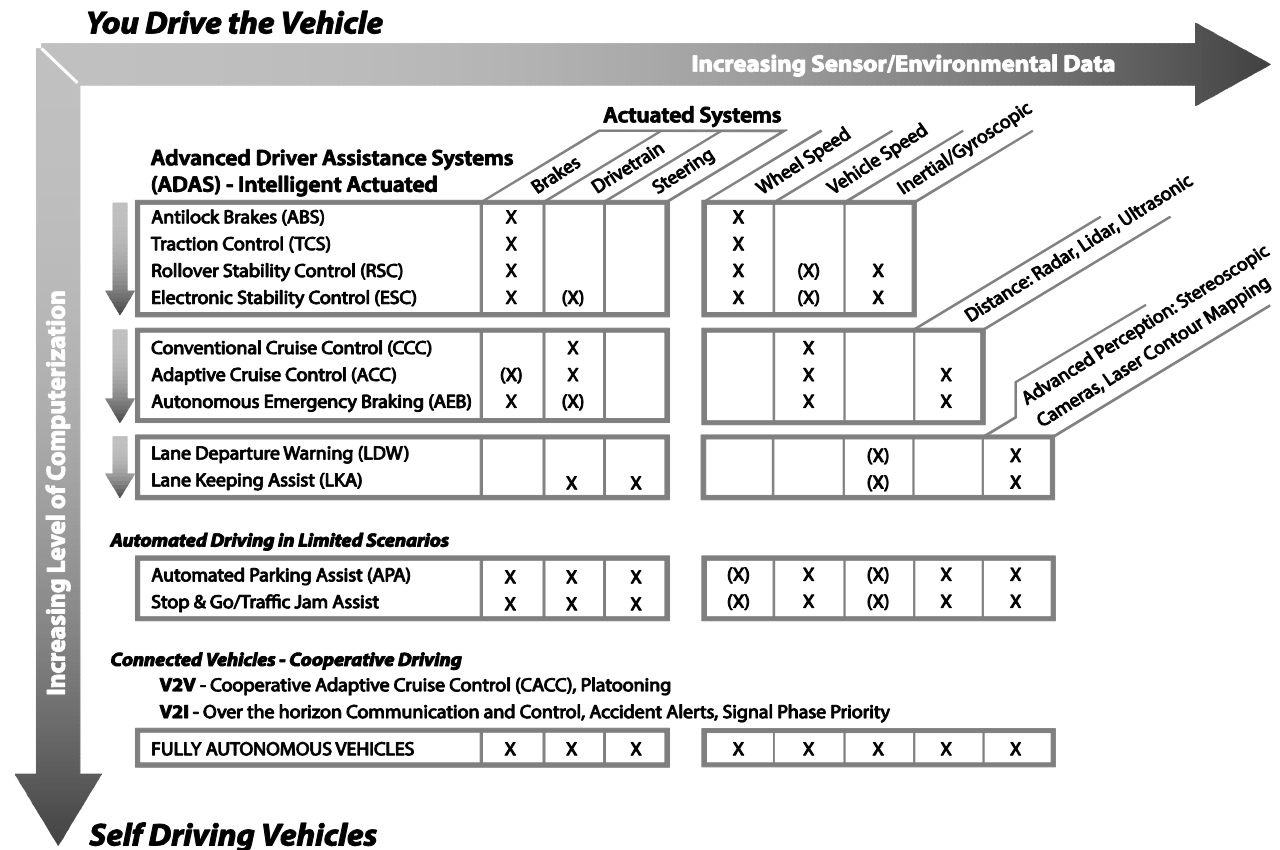 You Drive the Vehicle
Increasing Sensor/Environmental Data
Increasing Level of Computerization
Actuated Systems
Advanced Driver Assistance Systems
(ADAS) - Intelligent Actuated
Brakes
Drivetrain
Steering
Wheel Speed
Vehicle Speed
Inertial/Gyroscopic
Distance: Radar, Lidar, Ultrasonic
Advanced Perception: Stereoscopic
Cameras, Laser Contour Mapping
Antilock Brakes (ABS) X X
Traction Control (TCS) X X
Rollover Stability Control (RSC) X X (X) X
Electronic Stability Control (ESC) X (X) X (X) X
Conventional Cruise Control (CCC) X X
Adaptive Cruise Control (ACC) (X) X X X
Autonomous Emergency Braking (AEB) X (X) X X
Lane Departure Warning (LDW) (X) X
Lane Keeping Assist (LKA) X X (X) X
Automated Driving in Limited Scenarios
Automated Parking Assist (APA) X X X (X) X (X) X X
Stop & Go/Traffic Jam Assist X X X (X) X (X) X X
Connected Vehicles - Cooperative Driving
V2V - Cooperative Adaptive Cruise Control (CACC), Platooning
V2I - Over the horizon Communication and Control, Accident Alerts, Signal Phase Priority
FULLY AUTONOMOUS VEHICLES X X X X X X X X
Self Driving Vehicles